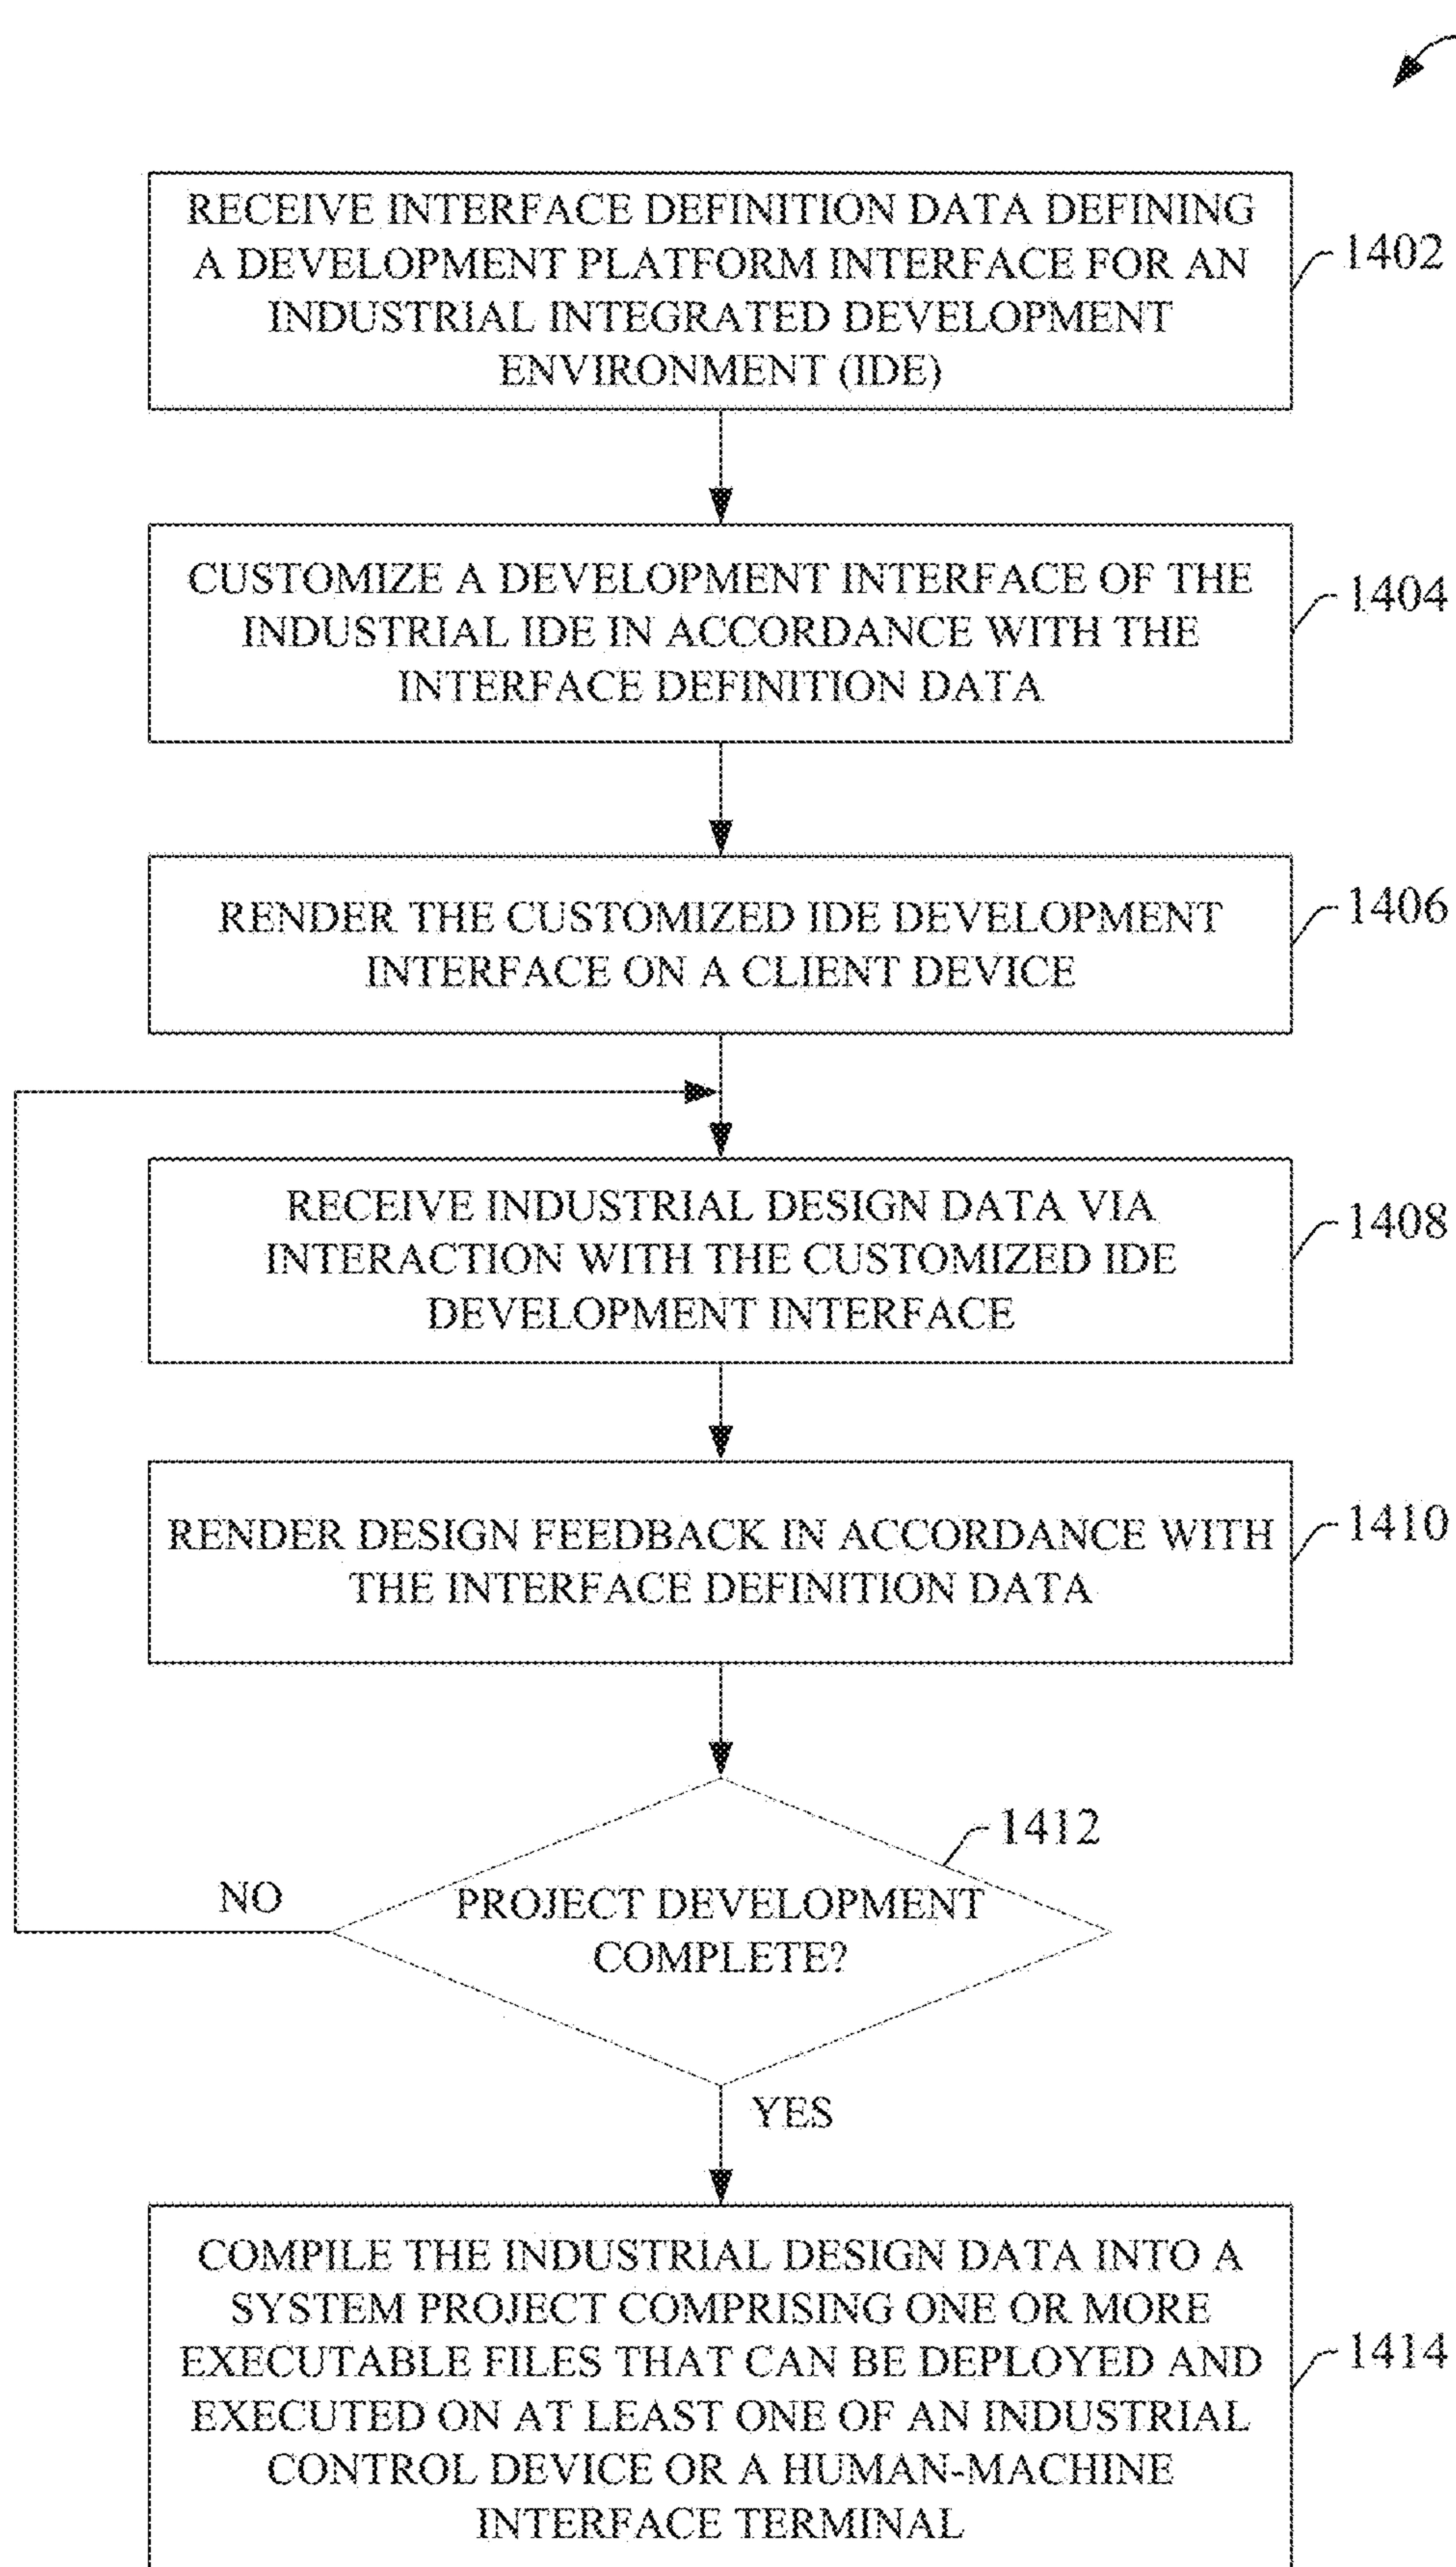 RECEIVE INTERFACE DEFINITION DATA DEFINING
A DEVELOPMENT PLATFORM INTERFACE FOR AN
INDUSTRIAL INTEGRATED DEVELOPMENT
ENVIRONMENT (IDE)
1402
CUSTOMIZE A DEVELOPMENT INTERFACE OF THE
INDUSTRIAL IDE IN ACCORDANCE WITH THE
INTERFACE DEFINITION DATA
1404
RENDER THE CUSTOMIZED IDE DEVELOPMENT
INTERFACE ON A CLIENT DEVICE
1406
RECEIVE INDUSTRIAL DESIGN DATA VIA
INTERACTION WITH THE CUSTOMIZED IDE
DEVELOPMENT INTERFACE
1408
RENDER DESIGN FEEDBACK IN ACCORDANCE WITH
THE INTERFACE DEFINITION DATA
1410
1412
PROJECT DEVELOPMENT
COMPLETE?
NO
YES
COMPILE THE INDUSTRIAL DESIGN DATA INTO A
SYSTEM PROJECT COMPRISING ONE OR MORE
EXECUTABLE FILES THAT CAN BE DEPLOYED AND
EXECUTED ON AT LEAST ONE OF AN INDUSTRIAL
CONTROL DEVICE OR A HUMAN-MACHINE
INTERFACE TERMINAL
1414